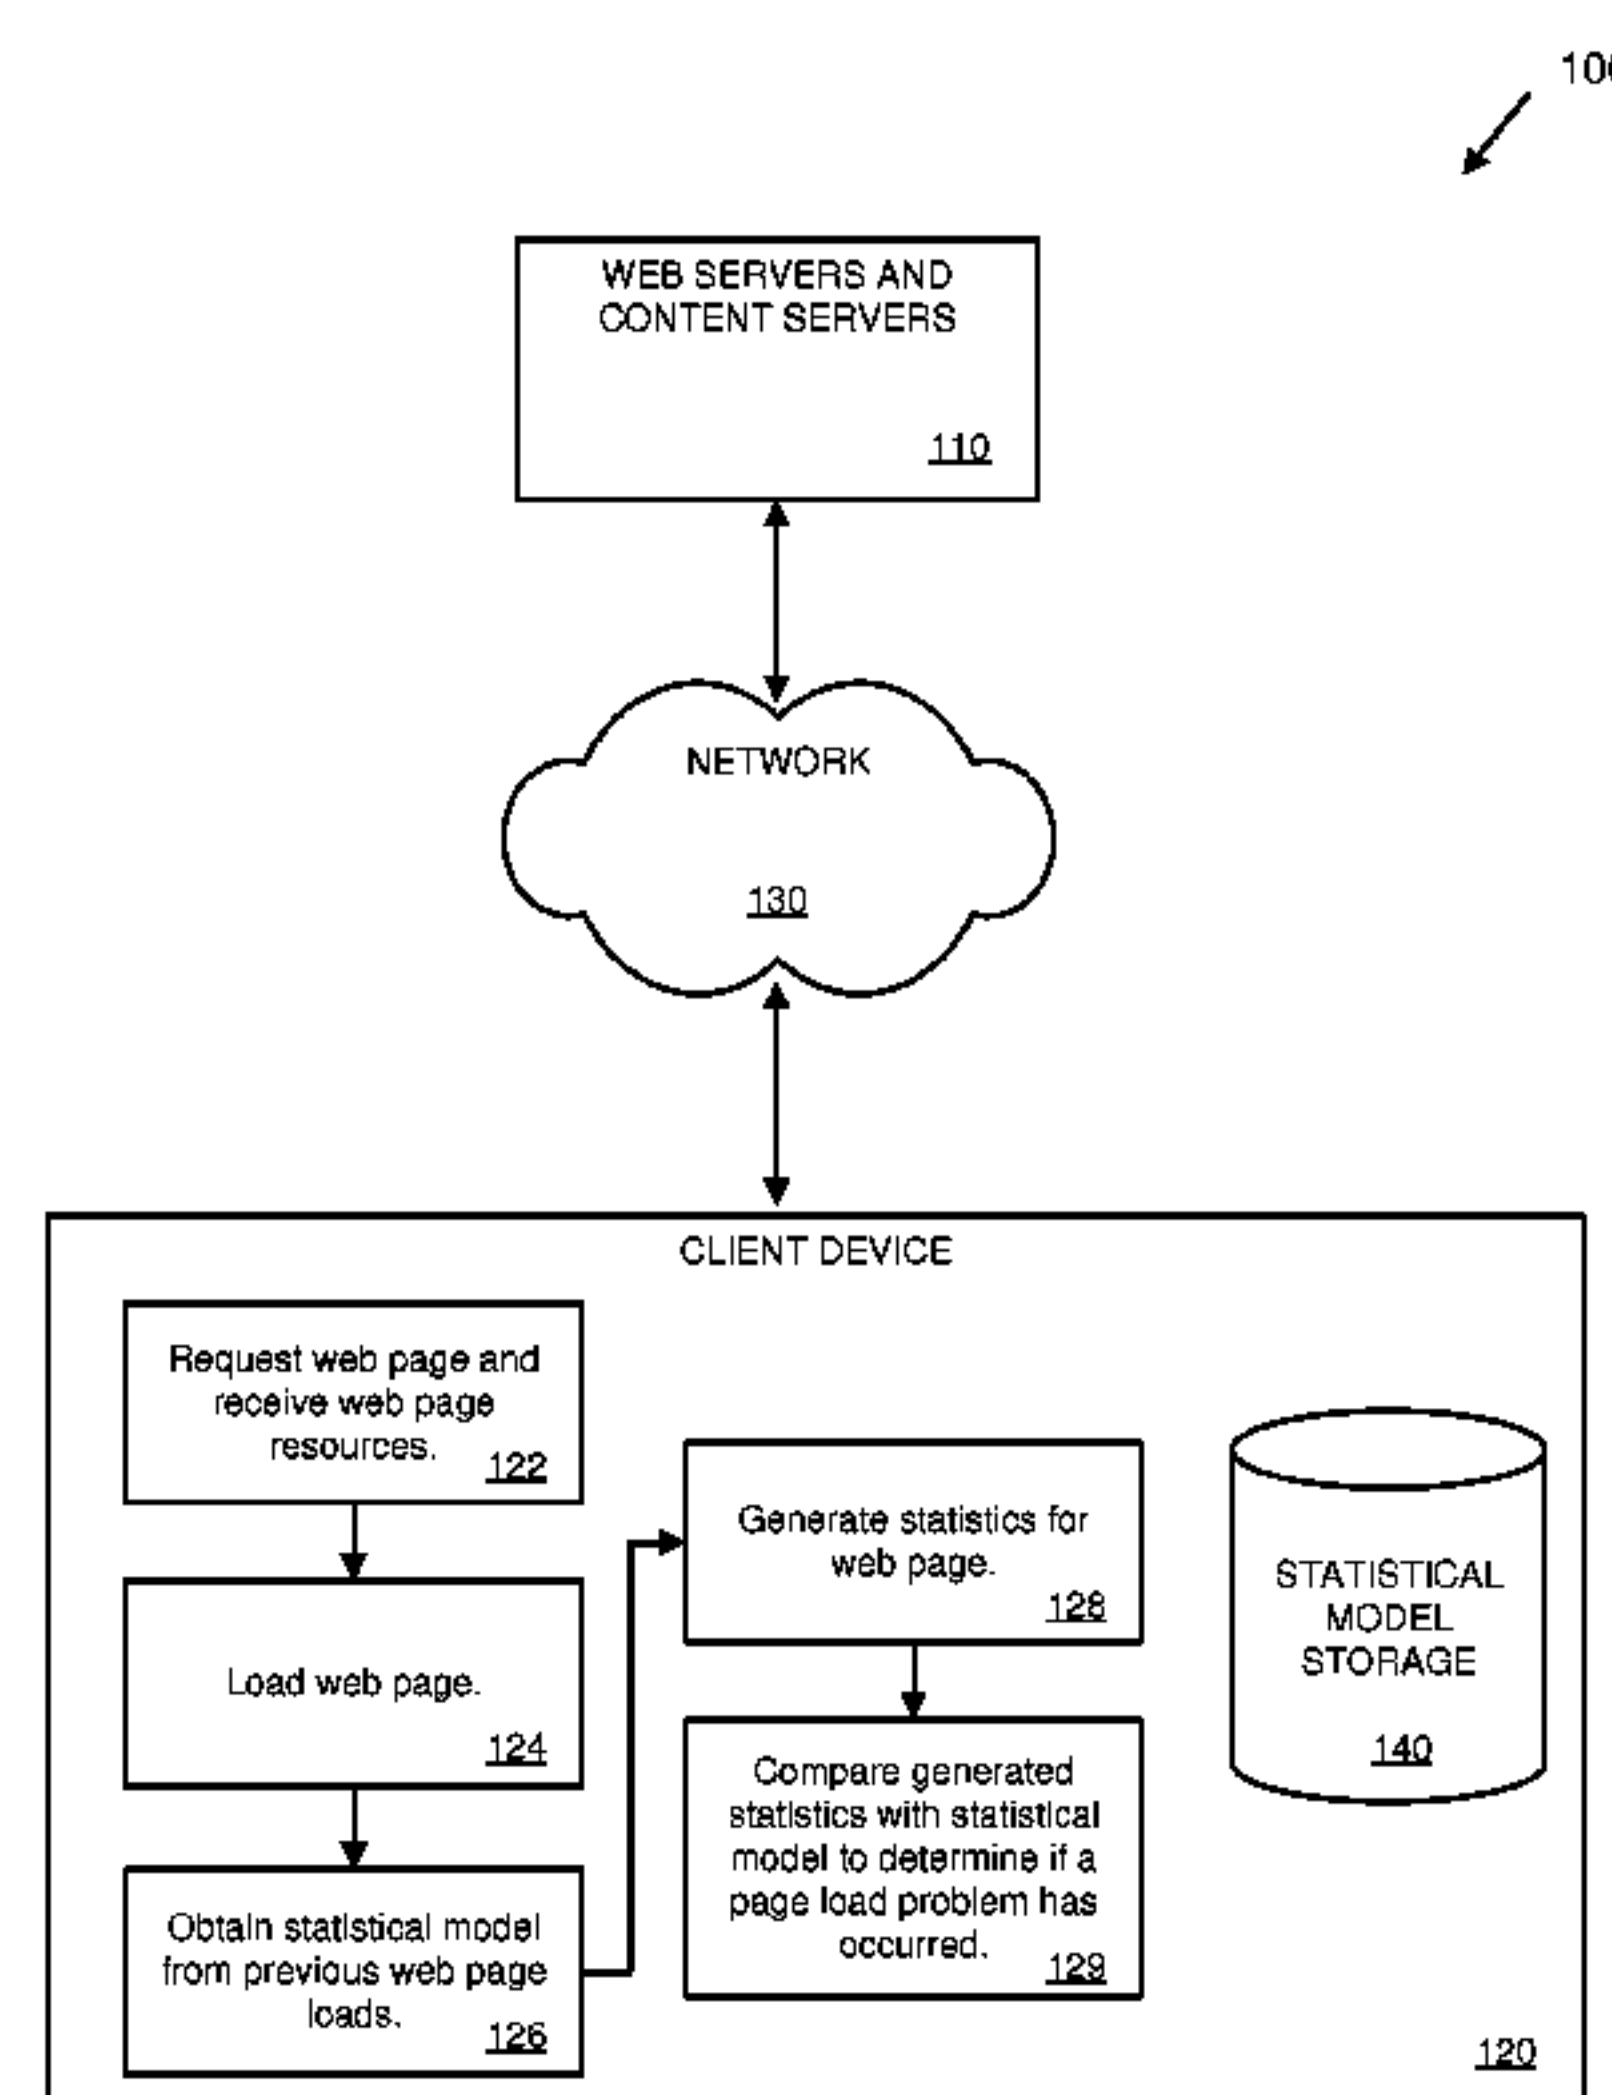 WEB SERVERS AND
CONTENT SERVERS
110
NETWORK
130
CLIENT DEVICE
Request web page and
receive web page
resources.
122
Load web page.
124
Obtain statistical model
from previous web page
loads.
126
Generate statistics for
web page.
128
Compare generated
statistics with statistical
model to determine if a
page load problem has
occurred.
129
STATISTICAL
MODEL
STORAGE
140
120